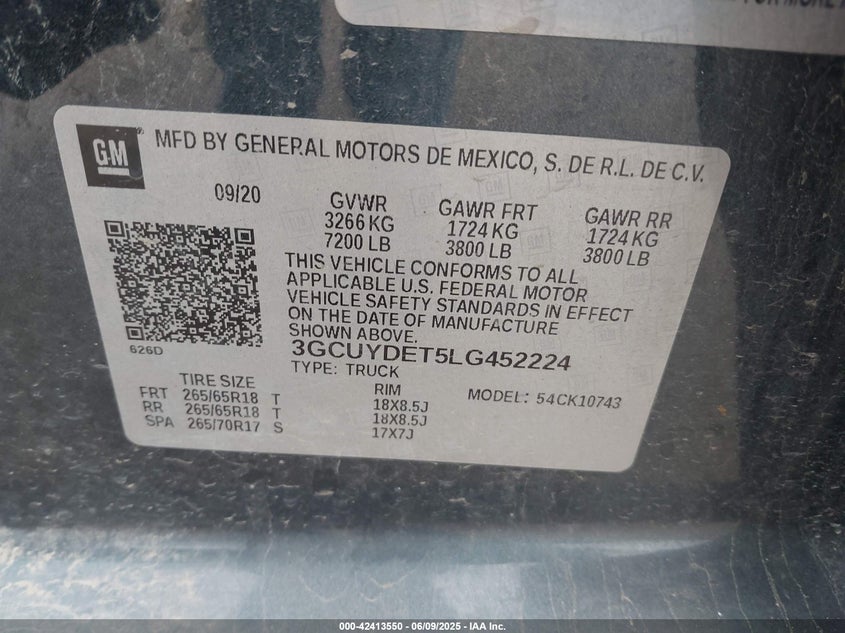 FOR MORE
GM
MFD BY GENERAL MOTORS DE MEXICO, S. DE R.L. DE C.V.
09/20
GVWR
3266 KG
7200 LB
GAWR FRT
1724 KG
3800 LB
GAWR RR
1724 KG
3800 LB
THIS VEHICLE CONFORMS TO ALL
APPLICABLE U.S. FEDERAL MOTOR
VEHICLE SAFETY STANDARDS IN EFFECT
ON THE DATE OF MANUFACTURE
SHOWN ABOVE.
626D
3GCUYDET5LG452224
TYPE: TRUCK
MODEL: 54CK10743
TIRE SIZE RIM
FRT 265/65R18 T 18X8.5J
RR 265/65R18 T 18X8.5J
SPA 265/70R17 S 17X7J
000-42413550 | 06/09/2025 | IAA Inc.